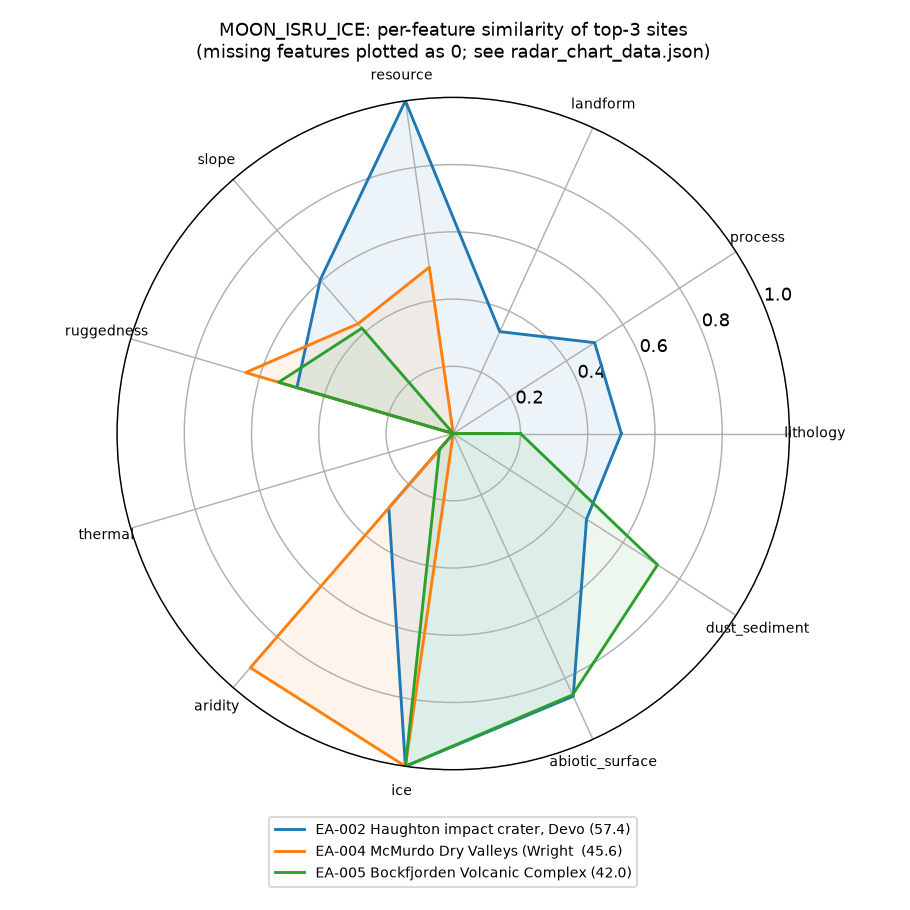 MOON_ISRU_ICE: per-feature similarity of top-3 sites
(missing features plotted as 0; see radar_chart_data.json)
resource
landform
slope
process
1.0
0.8
ruggedness
0.6
0.4
0.2
lithology
thermal
dust_sediment
aridity
abiotic_surface
ice
EA-002 Haughton impact crater, Devo (57.4)
EA-004 McMurdo Dry Valleys (Wright  (45.6)
EA-005 Bockfjorden Volcanic Complex (42.0)